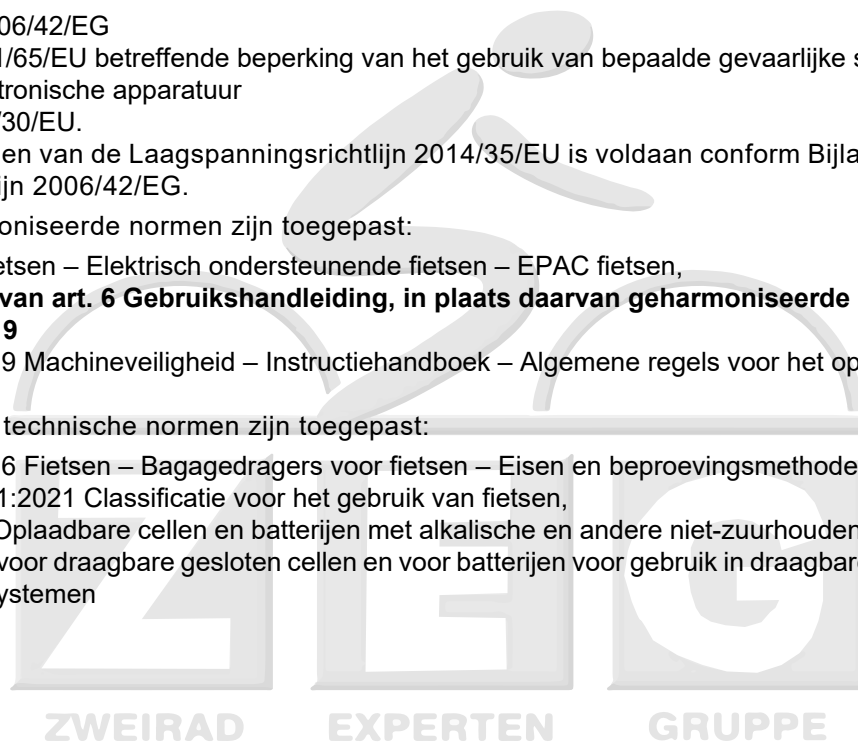 06/42/EG
1/65/EU betreffende beperking van het gebruik van bepaalde gevaarlijke s
tronische apparatuur
/30/EU.
en van de Laagspanningsrichtlijn 2014/35/EU is voldaan conform Bijla
ijn 2006/42/EG.
oniseerde normen zijn toegepast:
etsen – Elektrisch ondersteunende fietsen – EPAC fietsen,
van art. 6 Gebruikshandleiding, in plaats daarvan geharmoniseerde
9
9 Machineveiligheid – Instructiehandboek – Algemene regels voor het op
technische normen zijn toegepast:
6 Fietsen – Bagagedragers voor fietsen – Eisen en beproevingsmethode
1:2021 Classificatie voor het gebruik van fietsen,
Oplaadbare cellen en batterijen met alkalische en andere niet-zuurhouden
voor draagbare gesloten cellen en voor batterijen voor gebruik in draagbare
ystemen
ZEG
ZWEIRAD EXPERTEN GRUPPE